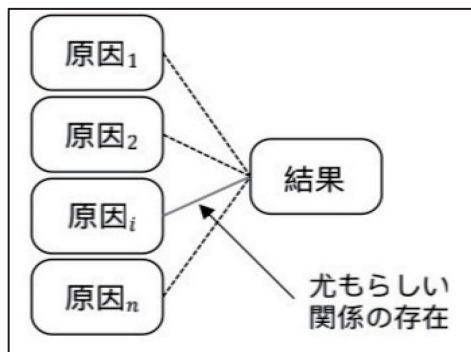 原因₁
原因₂
原因ᵢ
原因ₙ
結果
尤もらしい
関係の存在